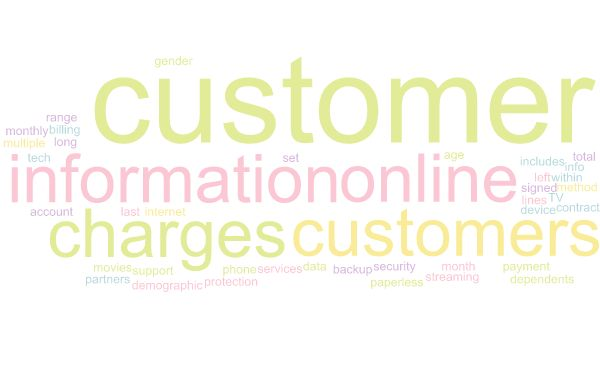 gender
customer
range
monthly billing
multiple long
tech
set
age
includes total
info
informationonline
left within
signed method
lines TV
device contract
account
last internet
charges customers
movies support
partners
demographic protection
phone services data
backup security
paperless
month
streaming
payment
dependents